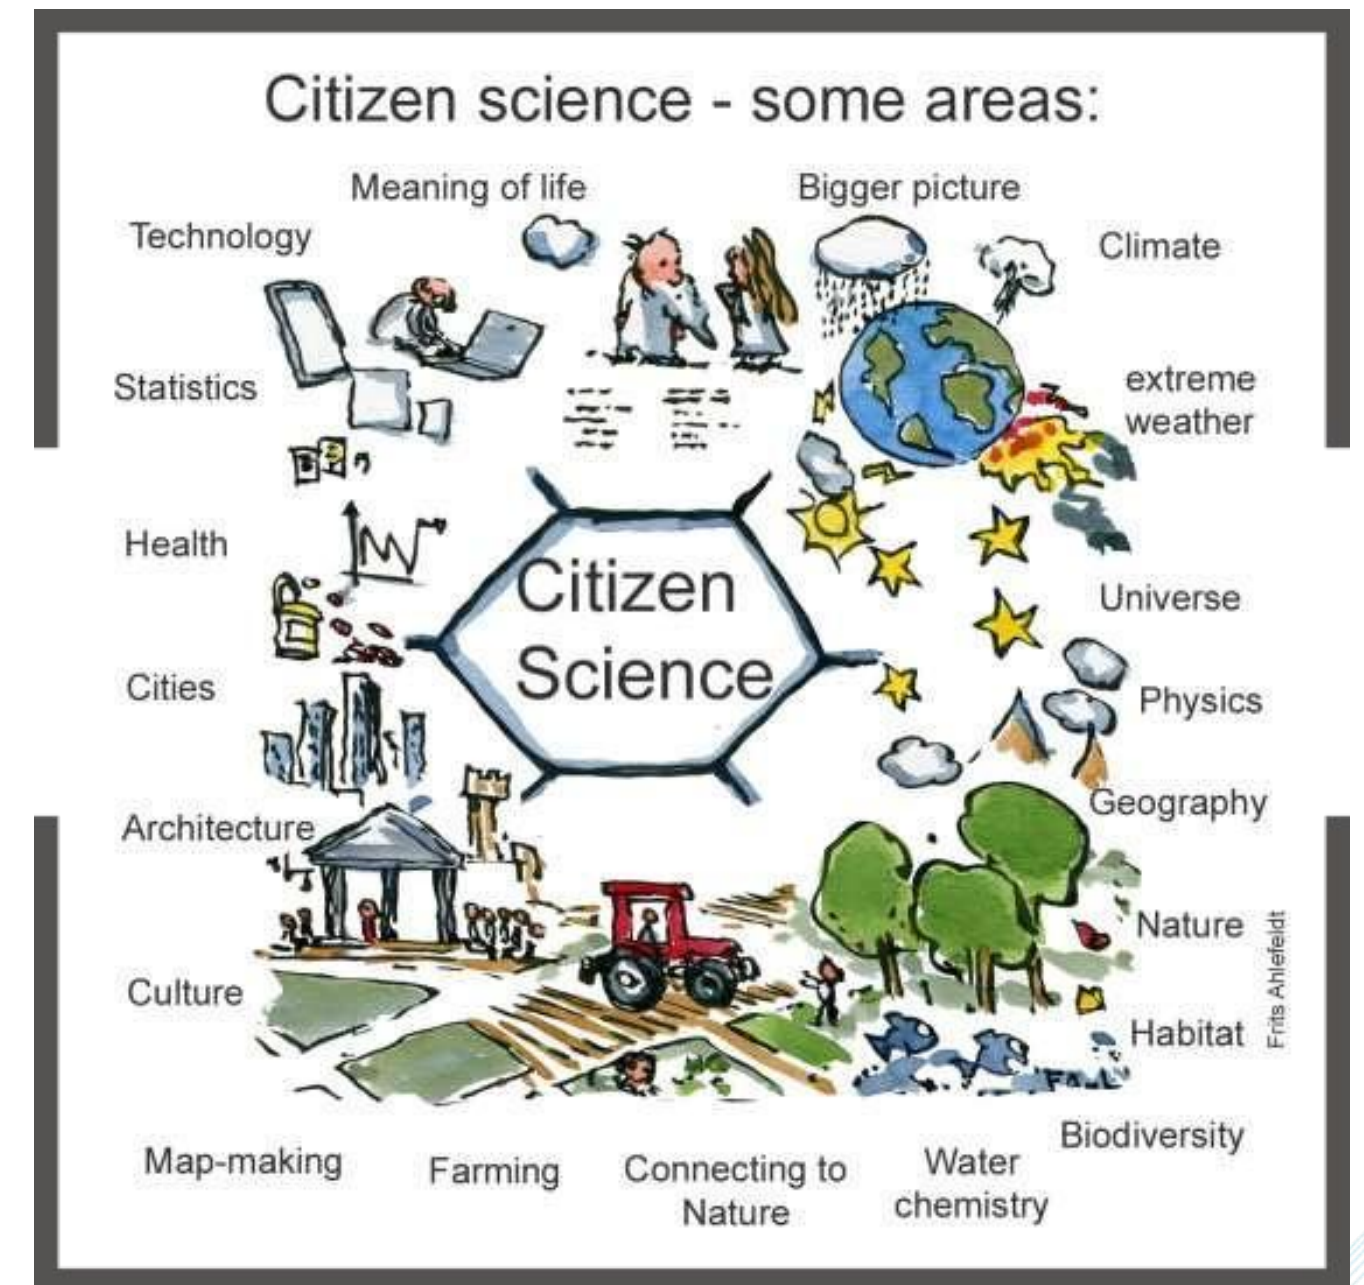 Citizen science - some areas:
Meaning of life
Bigger picture
Technology
Climate
Statistics
extreme
weather
Health
Citizen
Science
Universe
Cities
Physics
Architecture
Geography
Nature
Culture
Habitat
Frits Ahlefeldt
Biodiversity
Map-making
Farming
Connecting to
Nature
Water
chemistry